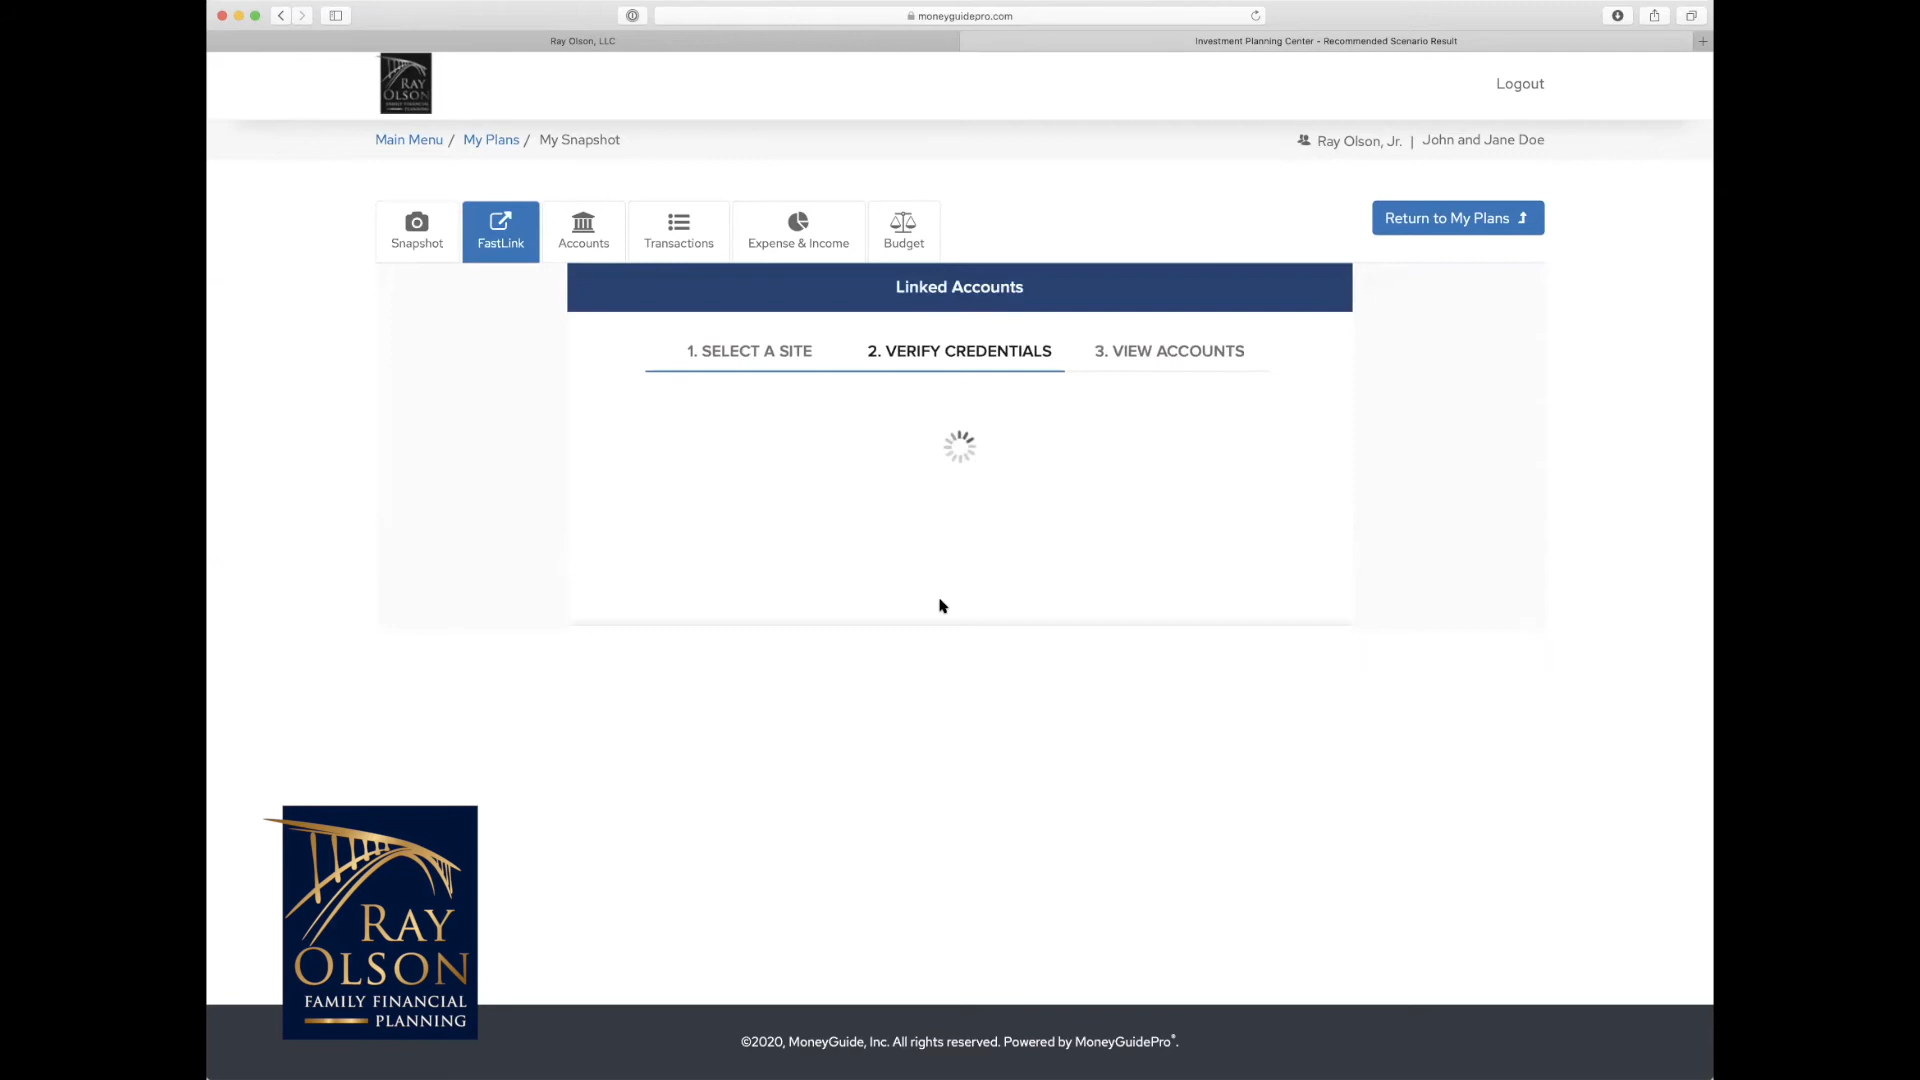 moneyguidepro.com
Ray Olson, LLC
Investment Planning Center - Recommended Scenario Result
RAY
OLSON
FAMILY FINANCIAL
PLANNING
Logout
Main Menu / My Plans / My Snapshot
Ray Olson, Jr. | John and Jane Doe
Snapshot
FastLink
Accounts
Transactions
Expense & Income
Budget
Return to My Plans
Linked Accounts
1. SELECT A SITE
2. VERIFY CREDENTIALS
3. VIEW ACCOUNTS
RAY
OLSON
FAMILY FINANCIAL
PLANNING
©2020, MoneyGuide, Inc. All rights reserved. Powered by MoneyGuidePro®.